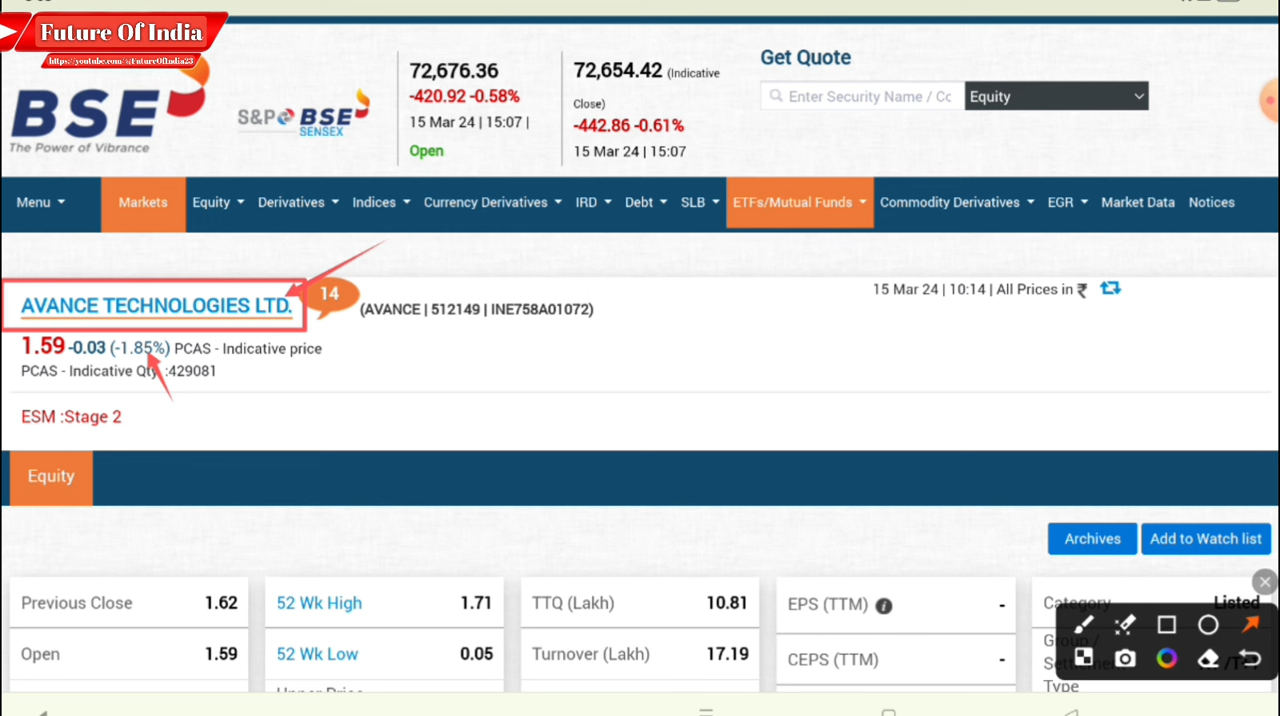 Future Of India
https://youtube.com/@FutureOfIndia23
BSE
The Power of Vibrance
S&P BSE
SENSEX
72,676.36
-420.92 -0.58%
15 Mar 24 | 15:07 |
Open
72,654.42 (Indicative
Close)
-442.86 -0.61%
15 Mar 24 | 15:07
Get Quote
Enter Security Name / Cc
Equity
Menu Markets Equity Derivatives Indices Currency Derivatives IRD Debt SLB ETFs/Mutual Funds Commodity Derivatives EGR Market Data Notices
AVANCE TECHNOLOGIES LTD. 14 (AVANCE | 512149 | INE758A01072)
15 Mar 24 | 10:14 | All Prices in ₹
1.59 -0.03 (-1.85%) PCAS - Indicative price
PCAS - Indicative Qty :429081
ESM :Stage 2
Equity
Archives Add to Watch list
Previous Close 1.62
Open 1.59
52 Wk High 1.71
52 Wk Low 0.05
TTQ (Lakh) 10.81
Turnover (Lakh) 17.19
EPS (TTM) -
CEPS (TTM) -
Category Listed
Group /
Type